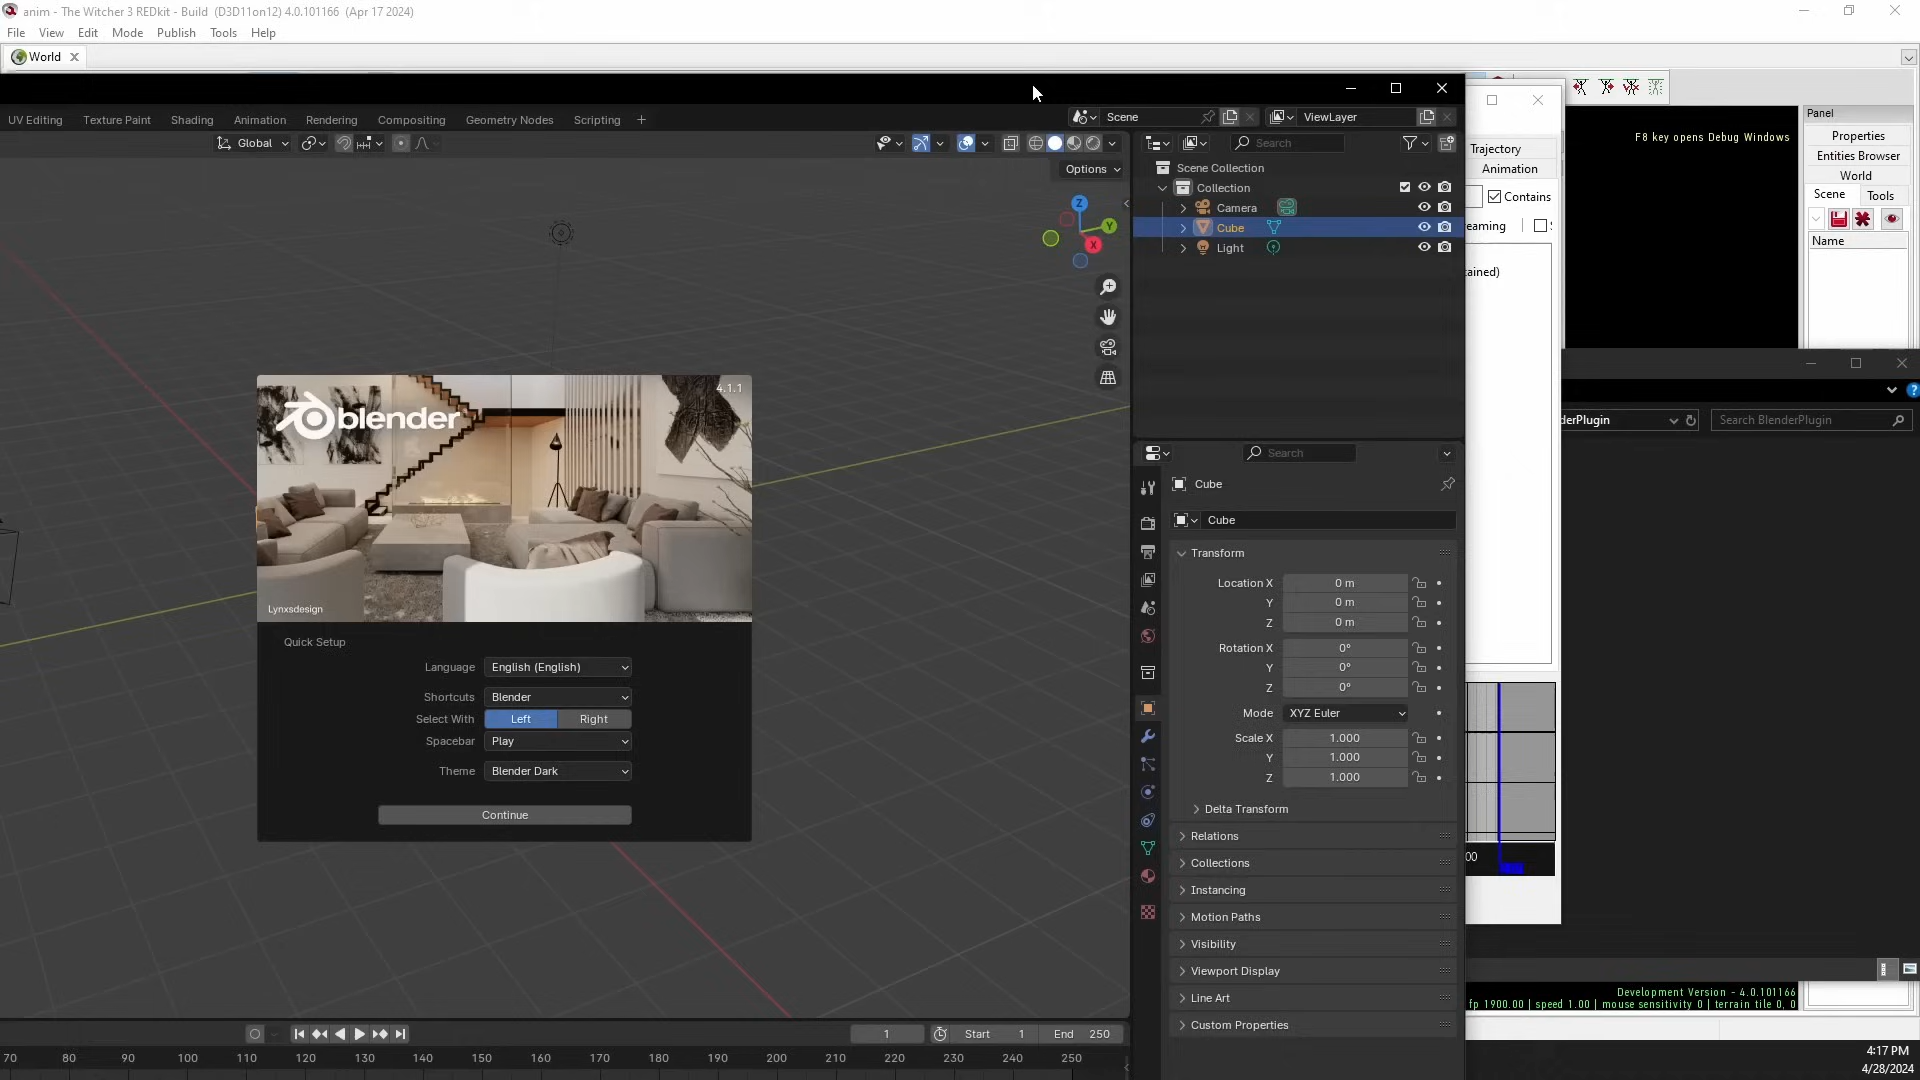 anim - The Witcher 3 REDkit - Build  (D3D11on12) 4.0.101166  (Apr 17 2024)
File View Edit Mode Publish Tools Help
World
UV Editing Texture Paint Shading Animation Rendering Compositing Geometry Nodes Scripting +
Scene
ViewLayer
Global
Search
Options
Z
Y
X
Scene Collection
Collection
Camera
Cube
Light
Search
Cube
Cube
Transform
Location X 0 m
Y 0 m
Z 0 m
Rotation X 0°
Y 0°
Z 0°
Mode XYZ Euler
Scale X 1.000
Y 1.000
Z 1.000
Delta Transform
Relations
Collections
Instancing
Motion Paths
Visibility
Viewport Display
Line Art
Custom Properties
4.1.1
blender
Lynxsdesign
Quick Setup
Language English (English)
Shortcuts Blender
Select With Left Right
Spacebar Play
Theme Blender Dark
Continue
1 Start 1 End 250
70 80 90 100 110 120 130 140 150 160 170 180 190 200 210 220 230 240 250
Trajectory
Animation
Contains
eaming
ained)
00
F8 key opens Debug Windows
Panel
Properties
Entities Browser
World
Scene Tools
Name
derPlugin
Search BlenderPlugin
Development Version - 4.0.101166
fp 1900.00 | speed 1.00 | mouse sensitivity 0 | terrain tile 0, 0
4:17 PM
4/28/2024